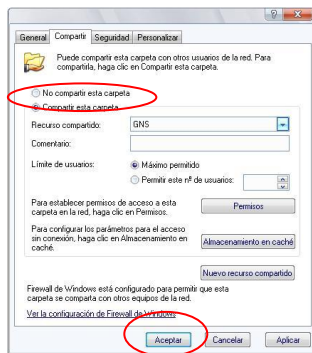 General Compartir Seguridad Personalizar
Puede compartir esta carpeta con otros usuarios de la red. Para
compartirla, haga clic en Compartir esta carpeta.
No compartir esta carpeta
Compartir esta carpeta
Recurso compartido: GNS
Comentario:
Límite de usuarios: Máximo permitido
Permitir este nº de usuarios:
Para establecer permisos de
acceso a esta
carpeta en la red, haga clic en Permisos.
Permisos
Para configurar los parámetros para el acceso
sin conexión, haga clic en Almacenamiento en
caché.
Almacenamiento en caché
Nuevo recurso compartido
Firewall de Windows está configurado para permitir que esta
carpeta se comparta con otros equipos de la red.
Ver la configuración de Firewall de Windows
Aceptar Cancelar Aplicar